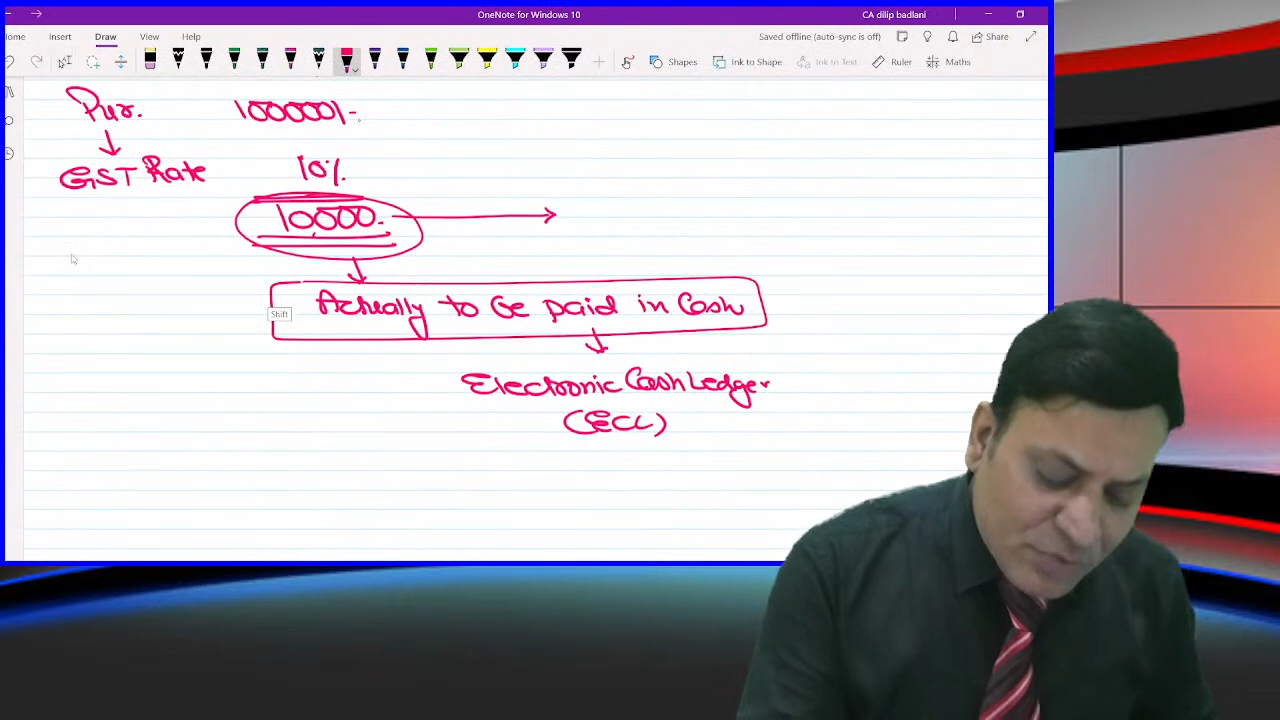 OneNote for Windows 10
CA dilip badlani
Home Insert Draw View Help
Saved offline (auto-sync is off)
Share
Shapes
Ink to Shape
Ink to Text
Ruler
Maths
Pur. 100000/-
GST Rate 10%
10000.
Shift
Actually to be paid in Cash
Electronic Cash Ledger
(ECL)